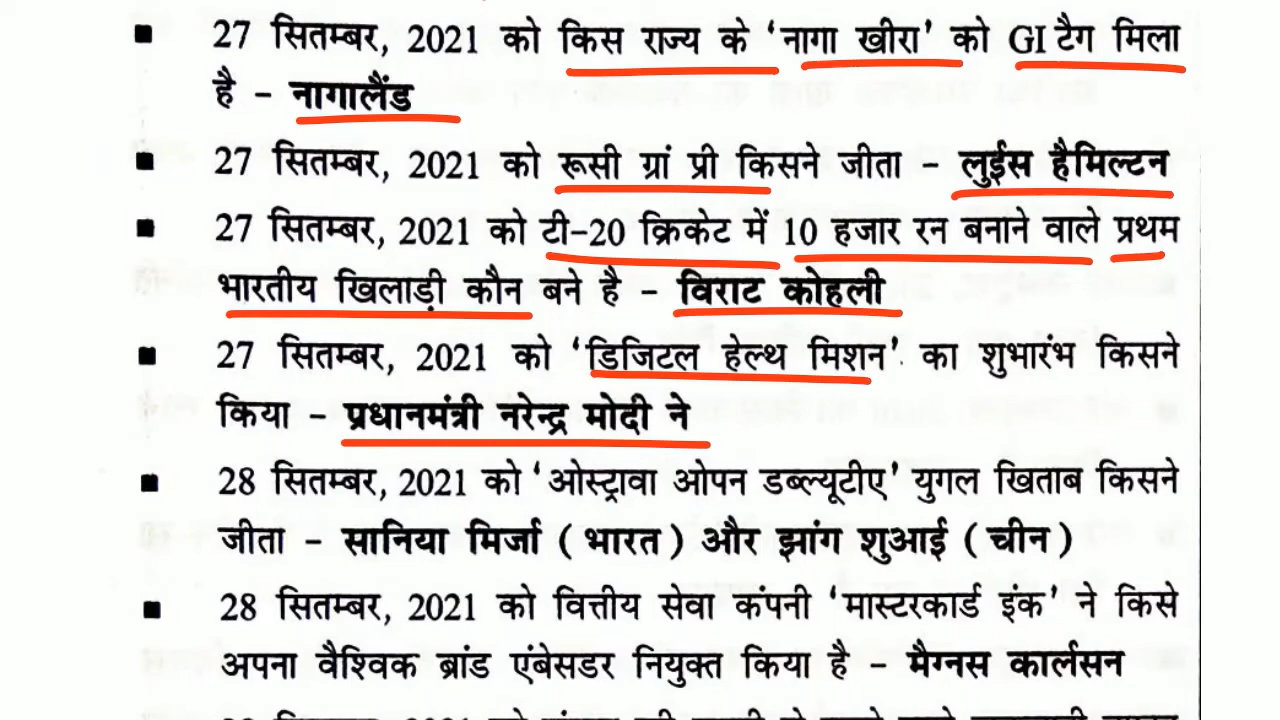 ▪ 27 सितम्बर, 2021 को किस राज्य के 'नागा खीरा' को GI टैग मिला
है – नागालैंड
▪ 27 सितम्बर, 2021 को रूसी ग्रां प्री किसने जीता – लुईस हैमिल्टन
▪ 27 सितम्बर, 2021 को टी–20 क्रिकेट में 10 हजार रन बनाने वाले प्रथम
भारतीय खिलाड़ी कौन बने है – विराट कोहली
▪ 27 सितम्बर, 2021 को 'डिजिटल हेल्थ मिशन' का शुभारंभ किसने
किया – प्रधानमंत्री नरेन्द्र मोदी ने
▪ 28 सितम्बर, 2021 को 'ओस्ट्रावा ओपन डब्ल्यूटीए' युगल खिताब किसने
जीता – सानिया मिर्जा (भारत) और झांग शुआई (चीन)
▪ 28 सितम्बर, 2021 को वित्तीय सेवा कंपनी 'मास्टरकार्ड इंक' ने किसे
अपना वैश्विक ब्रांड एंबेसडर नियुक्त किया है – मैग्नस कार्लसन